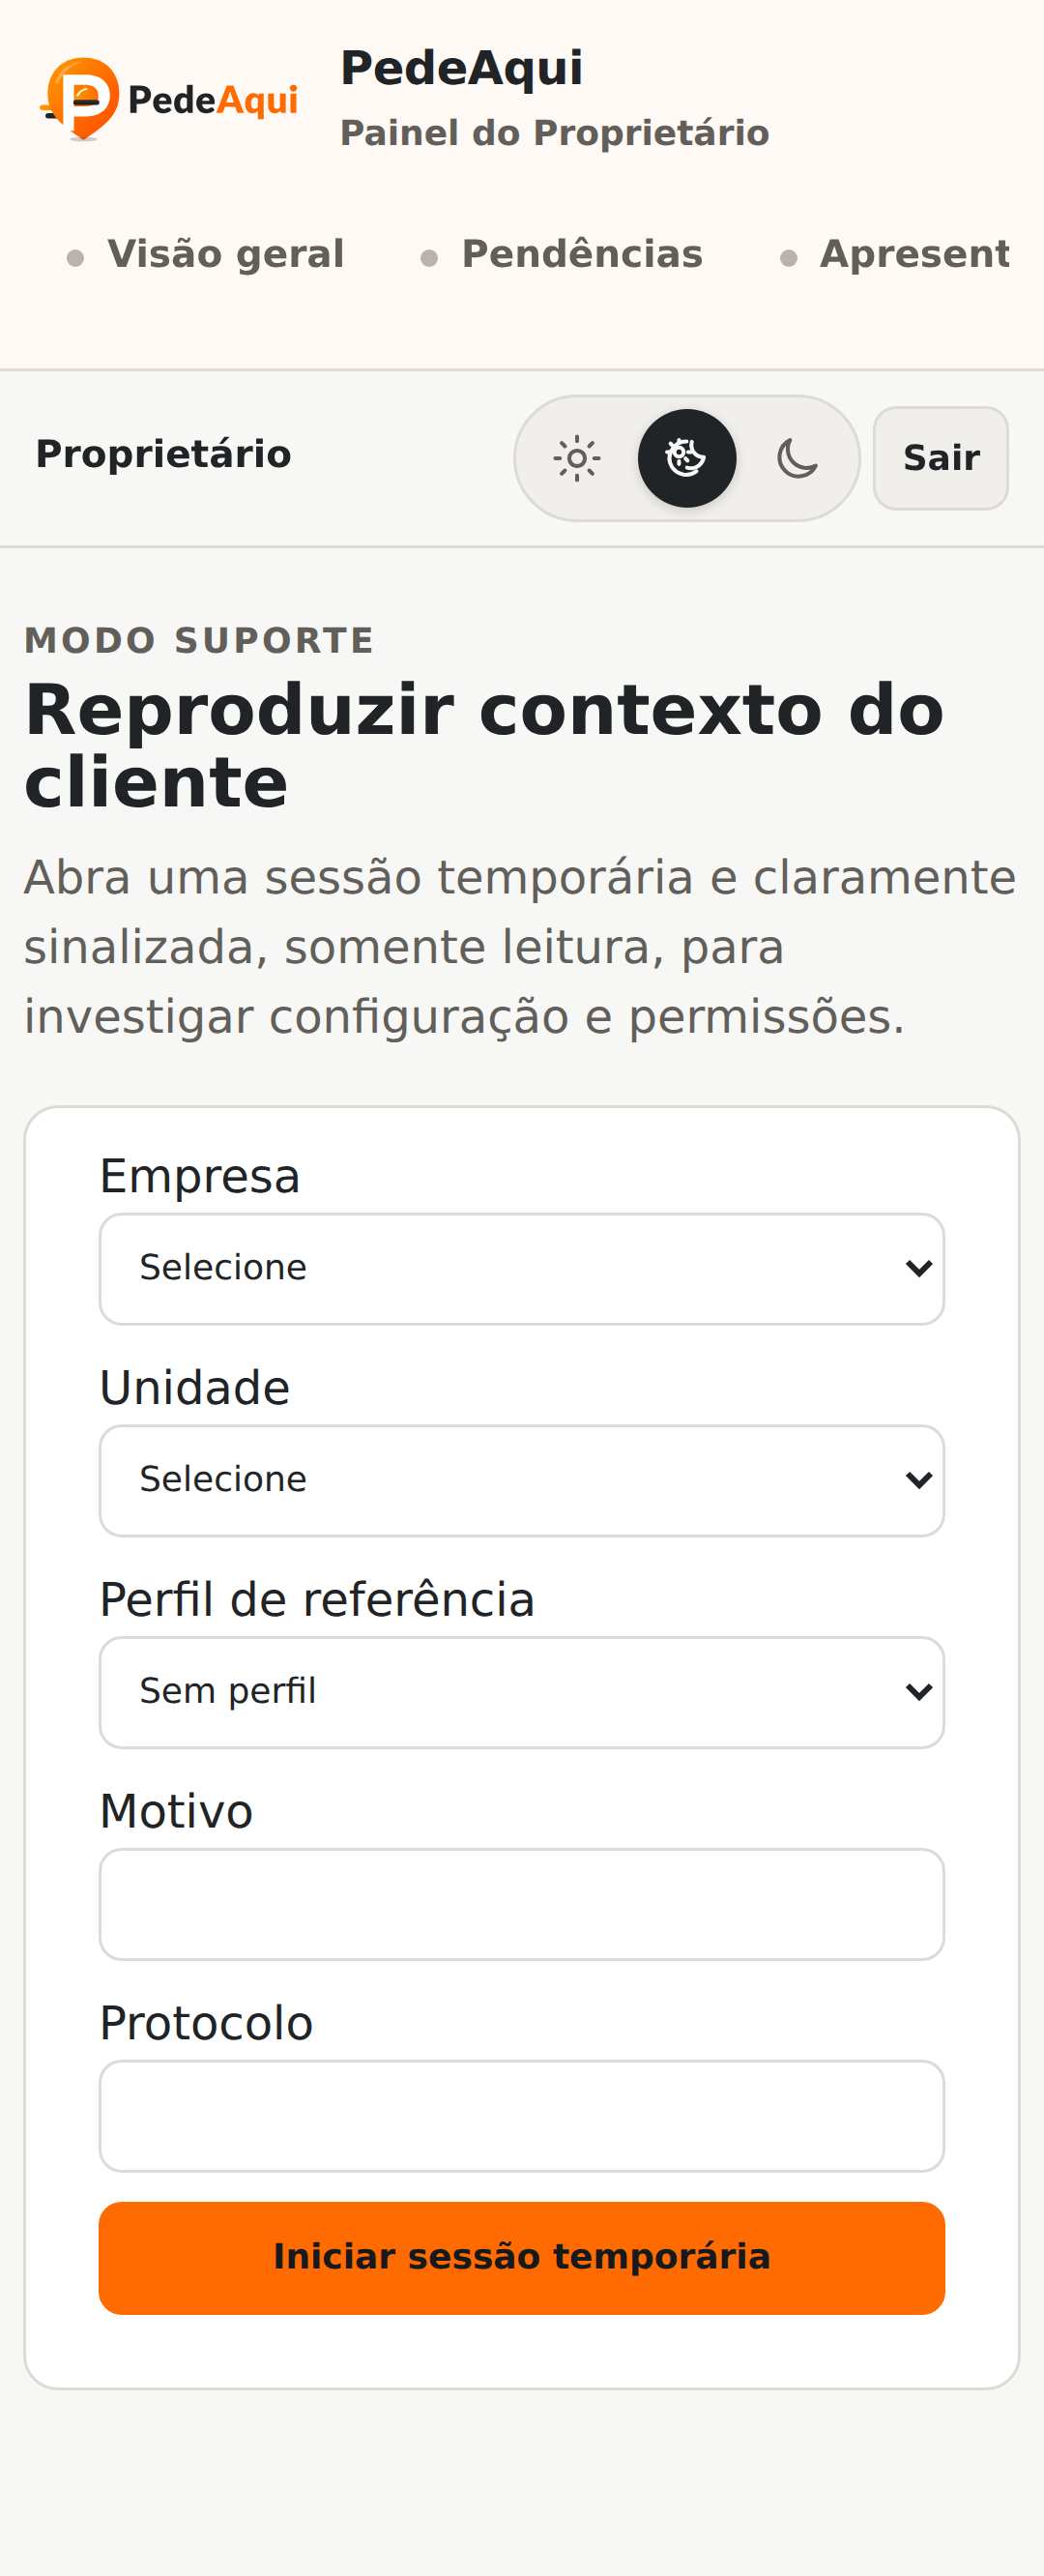 PedeAqui
PedeAqui
Painel do Proprietário
Visão geral
Pendências
Apresent
Proprietário
Sair
MODO SUPORTE
Reproduzir contexto do
cliente
Abra uma sessão temporária e claramente
sinalizada, somente leitura, para
investigar configuração e permissões.
Empresa
Selecione
Unidade
Selecione
Perfil de referência
Sem perfil
Motivo
Protocolo
Iniciar sessão temporária